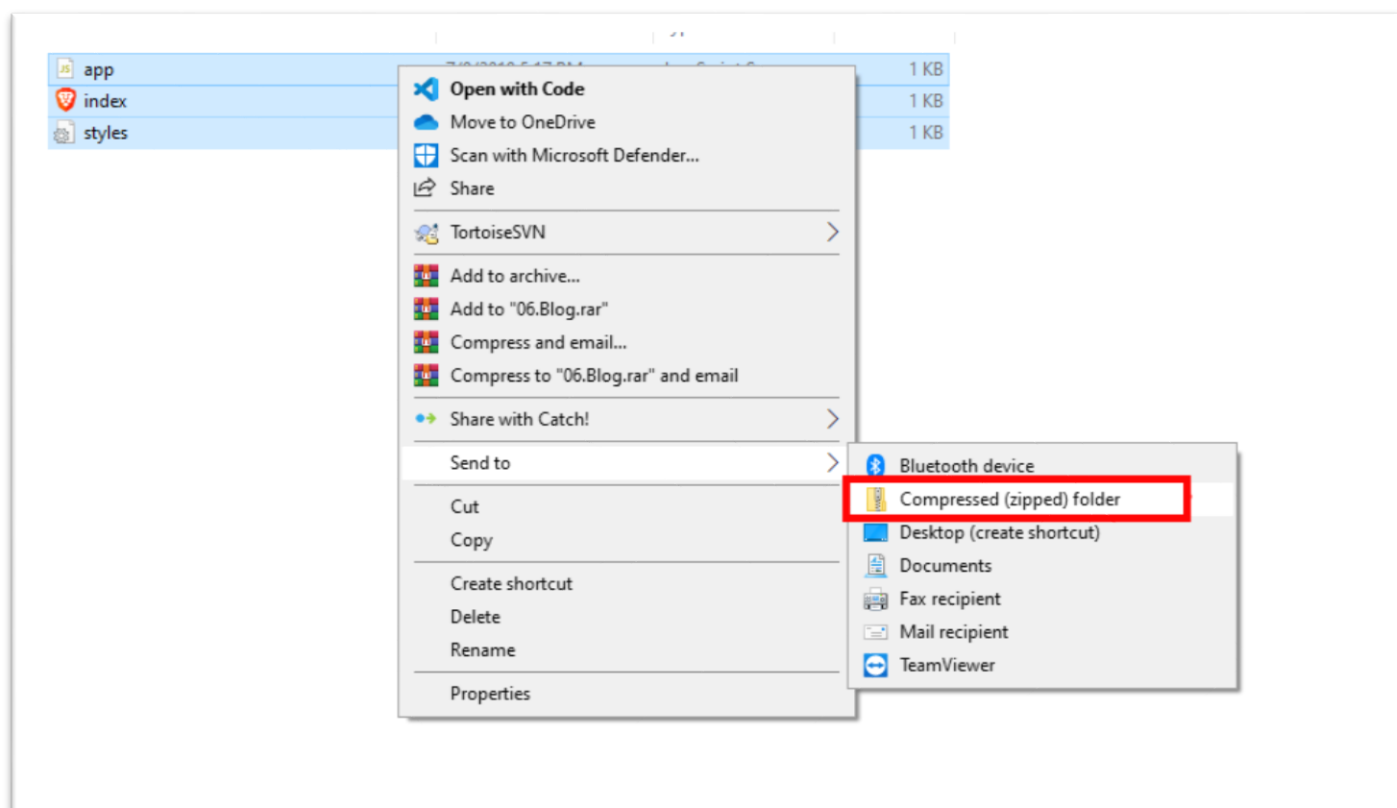 app
1 KB
index
1 KB
styles
1 KB
Open with Code
Move to OneDrive
Scan with Microsoft Defender...
Share
TortoiseSVN
Add to archive...
Add to "06.Blog.rar"
Compress and email...
Compress to "06.Blog.rar" and email
Share with Catch!
Send to
Cut
Copy
Create shortcut
Delete
Rename
Properties
Bluetooth device
Compressed (zipped) folder
Desktop (create shortcut)
Documents
Fax recipient
Mail recipient
TeamViewer